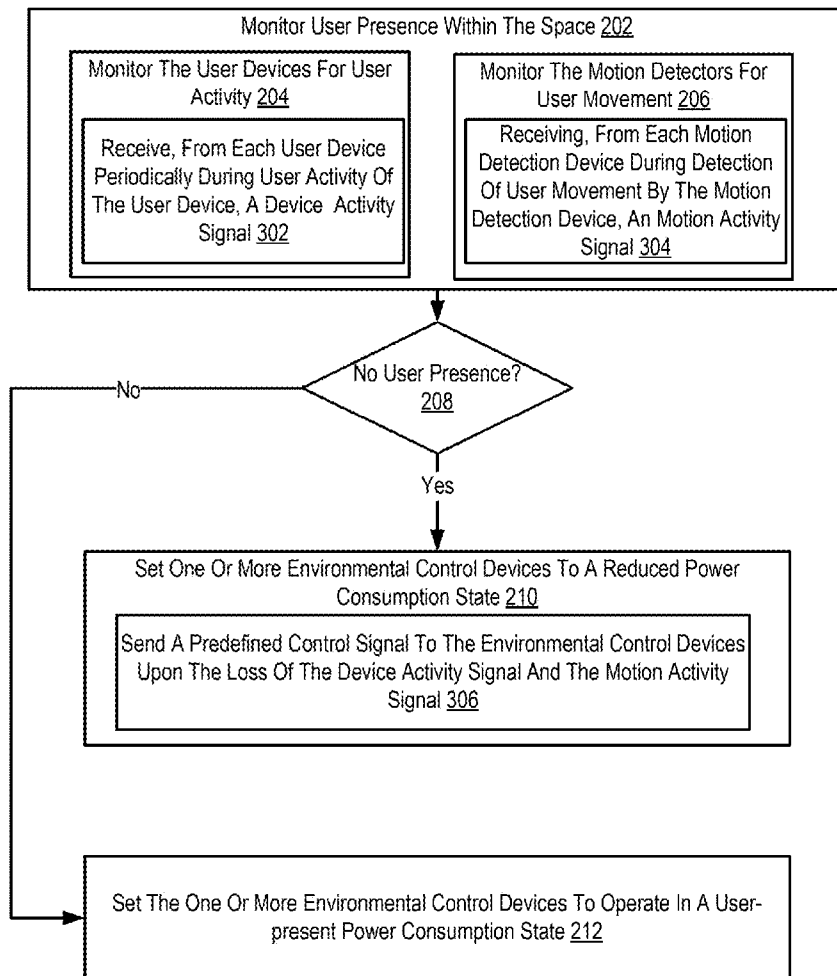 Monitor User Presence Within The Space 202
Monitor The User Devices For User
Activity 204
Receive, From Each User Device
Periodically During User Activity Of
The User Device, A Device Activity
Signal 302
Monitor The Motion Detectors For
User Movement 206
Receiving, From Each Motion
Detection Device During Detection
Of User Movement By The Motion
Detection Device, An Motion Activity
Signal 304
No User Presence?
208
No
Yes
Set One Or More Environmental Control Devices To A Reduced Power
Consumption State 210
Send A Predefined Control Signal To The Environmental Control Devices
Upon The Loss Of The Device Activity Signal And The Motion Activity
Signal 306
Set The One Or More Environmental Control Devices To Operate In A User-
present Power Consumption State 212